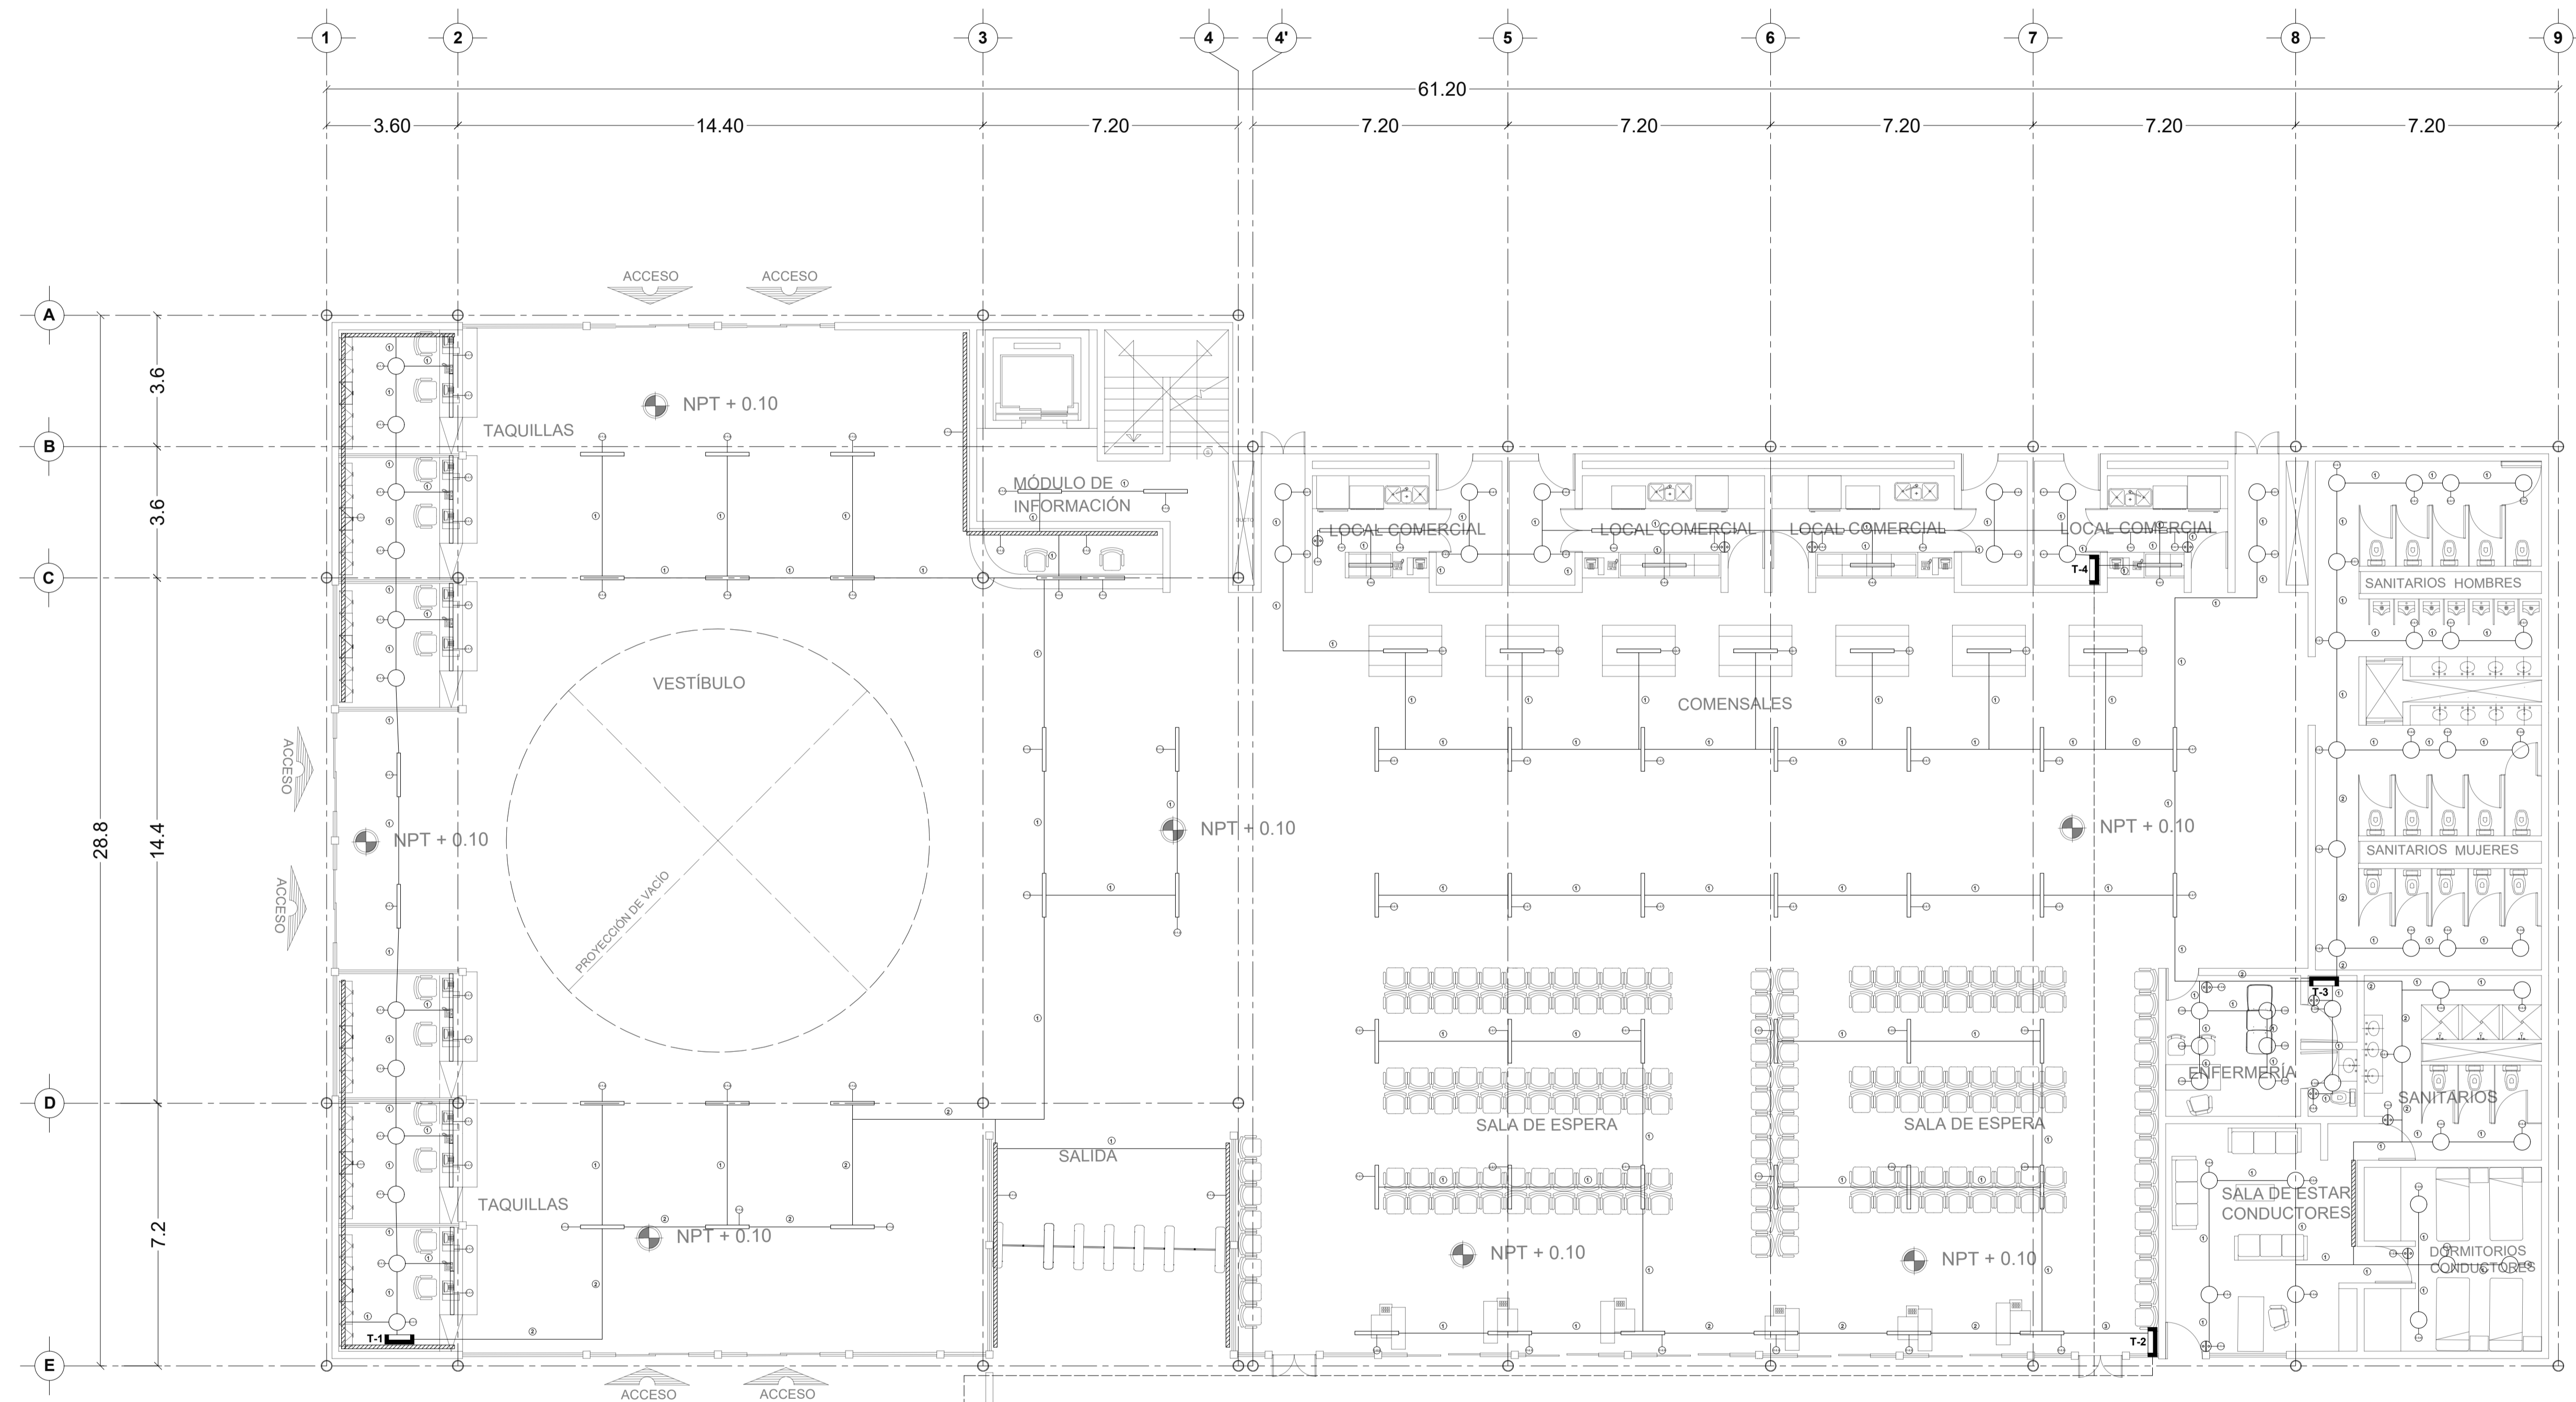 1 2 3 4 4' 5 6 7 8 9
61.20
3.60 14.40 7.20 7.20 7.20 7.20 7.20 7.20
ACCESO ACCESO
A
3.6
NPT + 0.10
TAQUILLAS
B
3.6
MÓDULO DE
INFORMACIÓN
LOCAL COMERCIAL LOCAL COMERCIAL LOCAL COMERCIAL LOCAL COMERCIAL
C
T-4
SANITARIOS HOMBRES
VESTÍBULO
COMENSALES
ACCESO
28.8
14.4
NPT + 0.10
NPT + 0.10
NPT + 0.10
SANITARIOS MUJERES
ACCESO
PROYECCIÓN DE VACÍO
T-3
ENFERMERÍA
D
SANITARIOS
SALA DE ESPERA
SALA DE ESPERA
SALIDA
TAQUILLAS
SALA DE ESTAR
CONDUCTORES
7.2
NPT + 0.10
NPT + 0.10
NPT + 0.10
DORMITORIOS
CONDUCTORES
T-1
T-2
E
ACCESO ACCESO